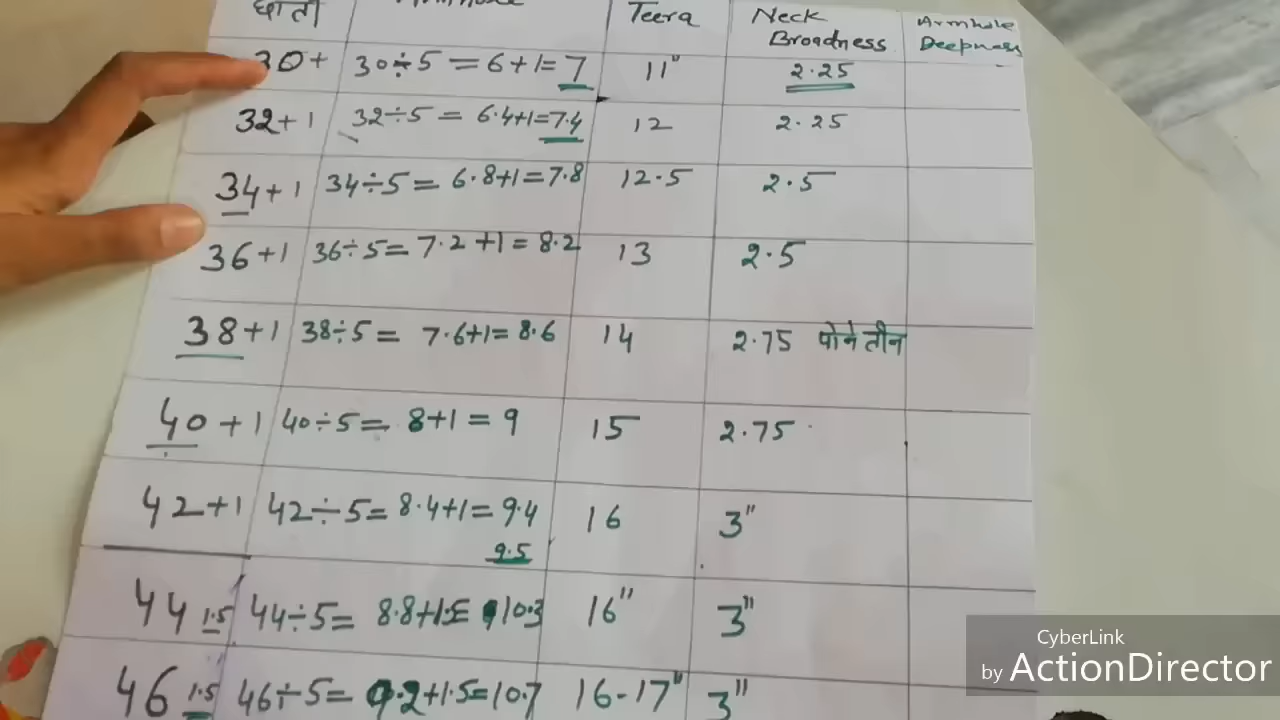 छाती Armhole Teera Neck Broadness Armhole Deepness
30+ 30÷5 = 6+1= 7 11" 2.25
32+1 32÷5 = 6.4+1=7.4 12 2.25
34+1 34÷5 = 6.8+1=7.8 12.5 2.5
36+1 36÷5= 7.2 +1= 8.2 13 2.5
38+1 38÷5= 7.6+1= 8.6 14 2.75 पोने तीन
40+1 40÷5= 8+1 = 9 15 2.75
42+1 42÷5= 8.4+1= 9.4 16 3"
9.5
44 1.5 44÷5= 8.8+1.5= 10.3 16" 3"
46 1.5 46÷5= 9.2+1.5=10.7 16-17" 3"
CyberLink
by ActionDirector